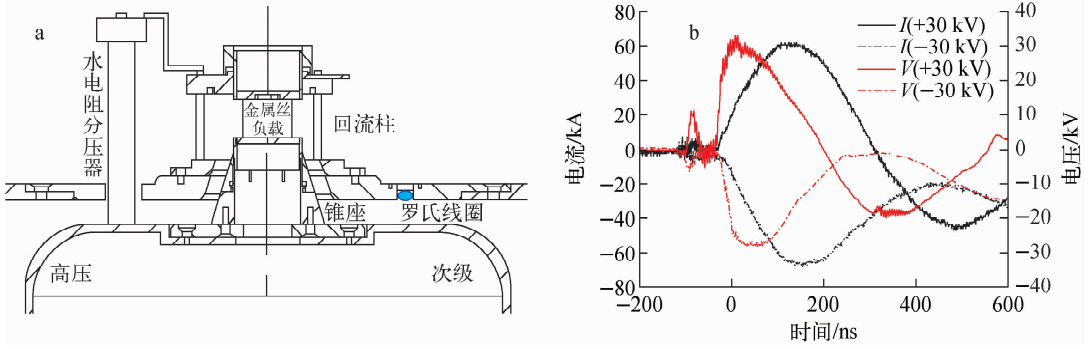 a
水电阻分压器
金属丝
负载
回流柱
锥座
罗氏线圈
高压
次级
b
I(+30 kV)
I(−30 kV)
V(+30 kV)
V(−30 kV)
80
60
40
20
0
−20
−40
−60
−80
电流/kA
40
30
20
10
0
−10
−20
−30
−40
电压/kV
−200
0
200
400
600
时间/ns